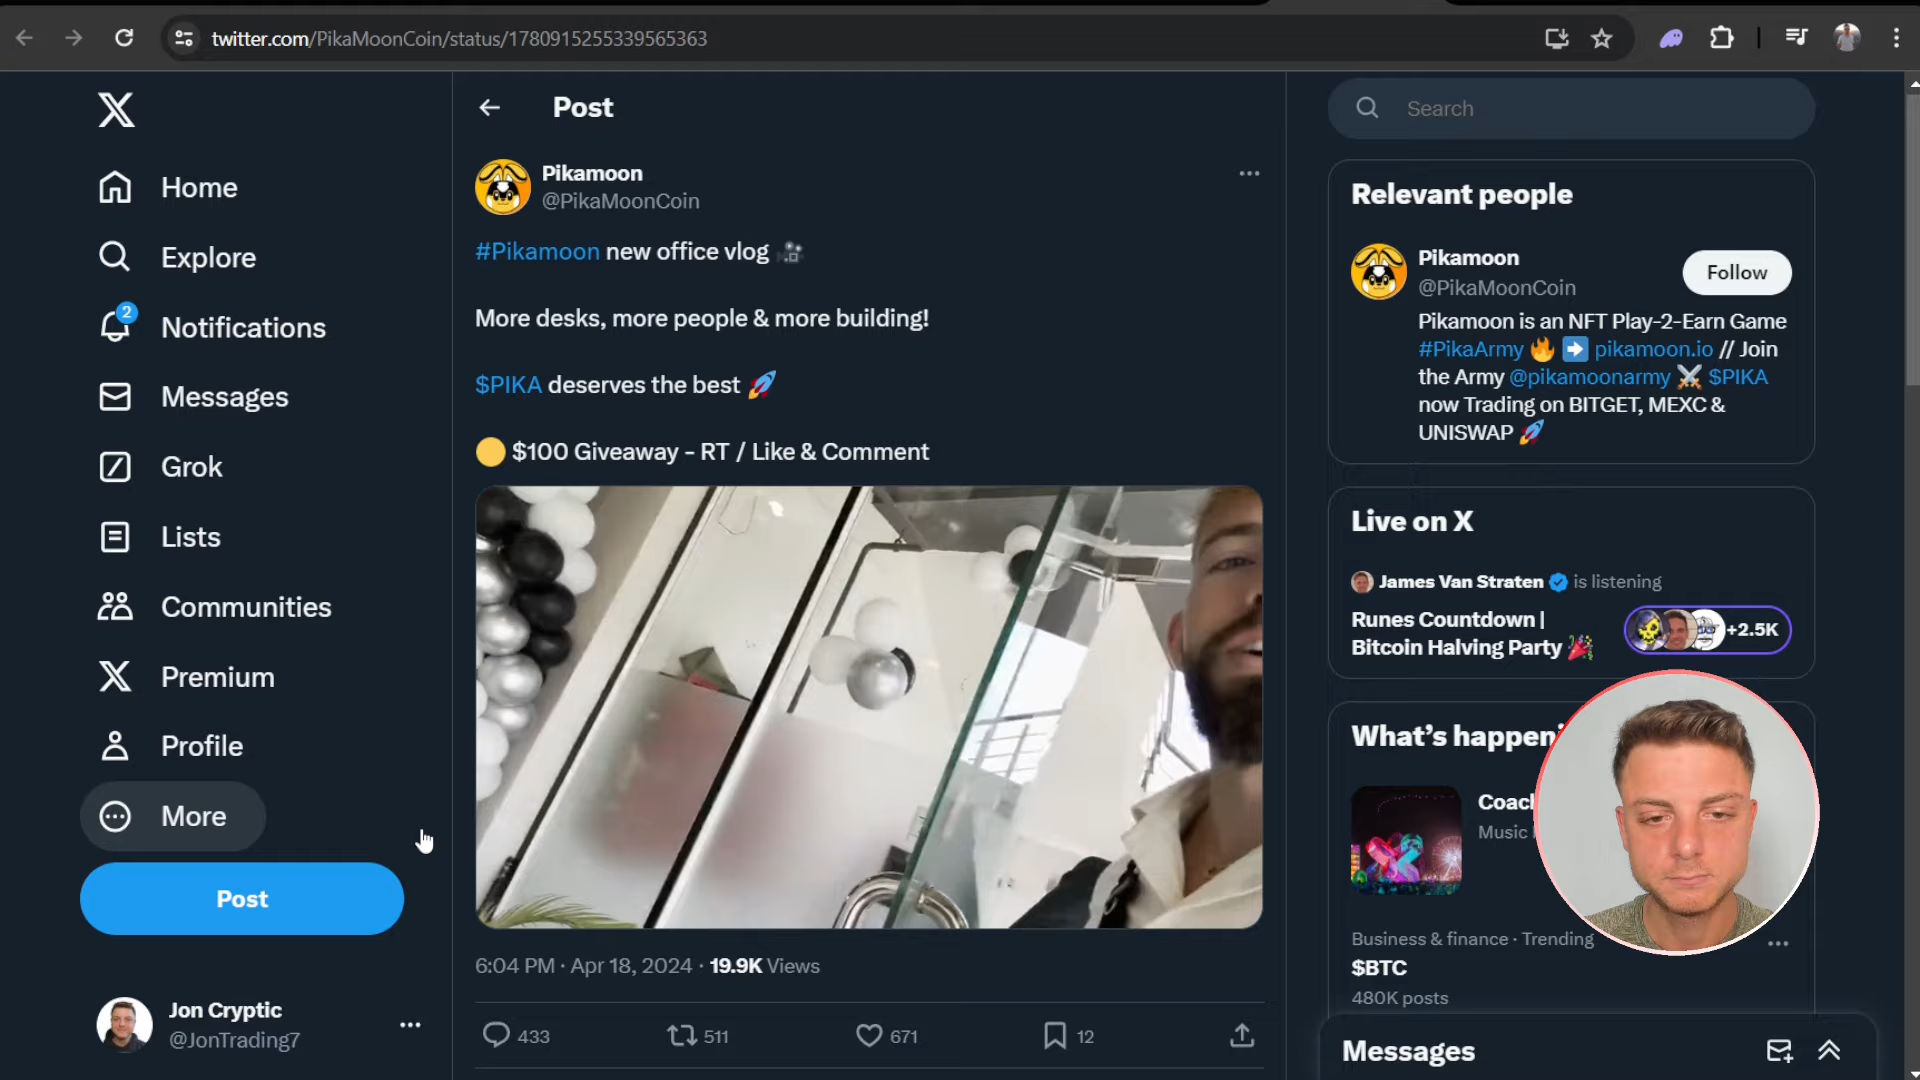 twitter.com/PikaMoonCoin/status/1780915255339565363
Home
Explore
2
Notifications
Messages
Grok
Lists
Communities
Premium
Profile
More
Post
Jon Cryptic
@JonTrading7
Post
Pikamoon
@PikaMoonCoin
#Pikamoon new office vlog 🎥
More desks, more people & more building!
$PIKA deserves the best 🚀
🟡 $100 Giveaway - RT / Like & Comment
6:04 PM · Apr 18, 2024 · 19.9K Views
433
511
671
12
Search
Relevant people
Pikamoon
@PikaMoonCoin
Follow
Pikamoon is an NFT Play-2-Earn Game
#PikaArmy 🔥 ➡️ pikamoon.io // Join
the Army @pikamoonarmy ⚔️ $PIKA
now Trading on BITGET, MEXC &
UNISWAP 🚀
Live on X
James Van Straten is listening
Runes Countdown |
Bitcoin Halving Party 🎉
+2.5K
What's happeni
Coac
Music
Business & finance · Trending
$BTC
480K posts
Messages